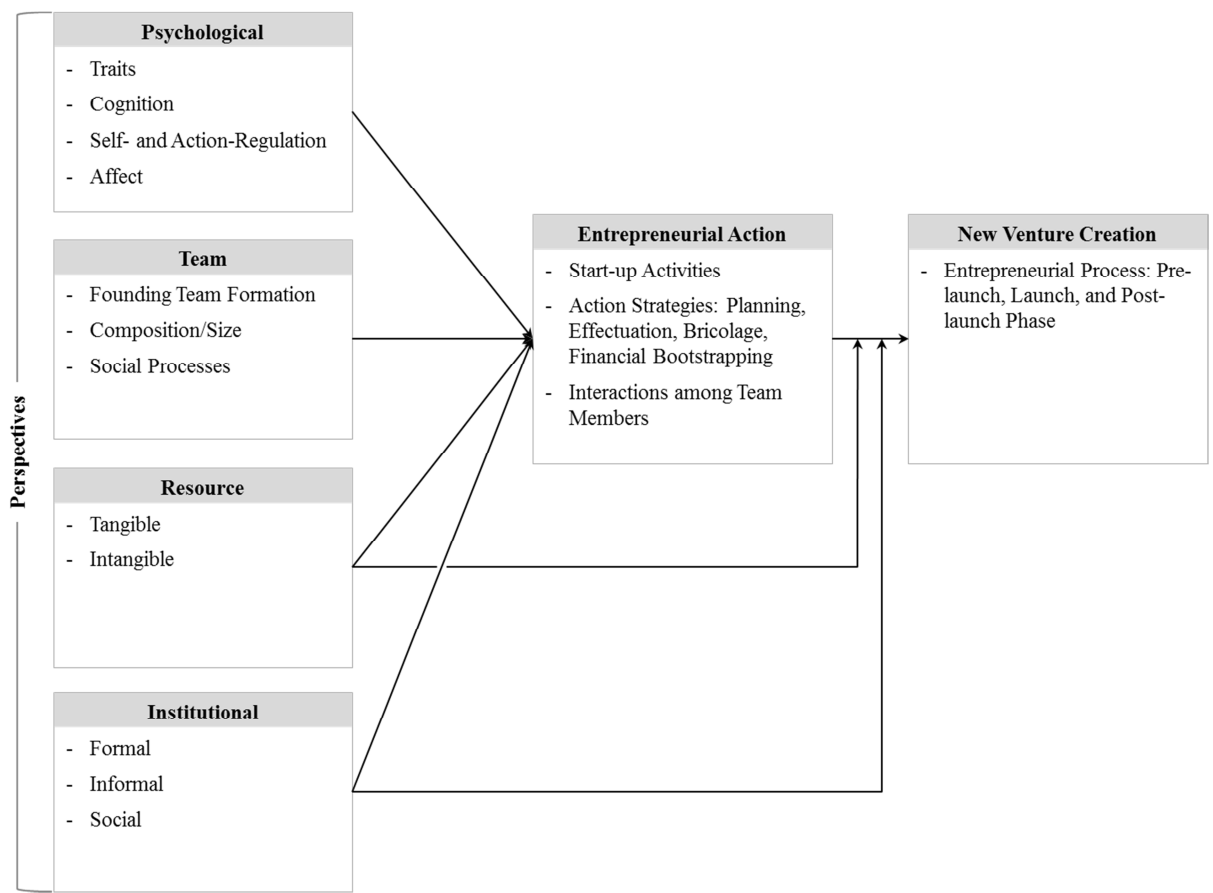 Perspectives
Psychological
- Traits
- Cognition
- Self- and Action-Regulation
- Affect
Team
- Founding Team Formation
- Composition/Size
- Social Processes
Resource
- Tangible
- Intangible
Institutional
- Formal
- Informal
- Social
Entrepreneurial Action
- Start-up Activities
- Action Strategies: Planning,
Effectuation, Bricolage,
Financial Bootstrapping
- Interactions among Team
Members
New Venture Creation
- Entrepreneurial Process: Pre-
launch, Launch, and Post-
launch Phase